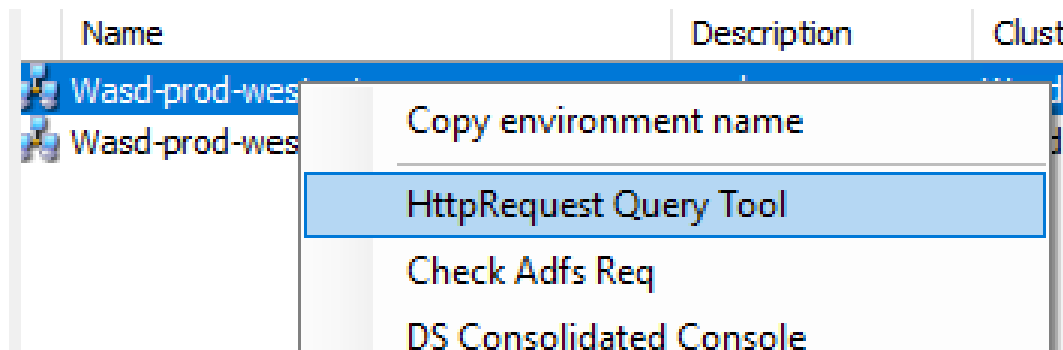 Name Description Clust
Wasd-prod-wes
Wasd-prod-wes
Copy environment name
HttpRequest Query Tool
Check Adfs Req
DS Consolidated Console